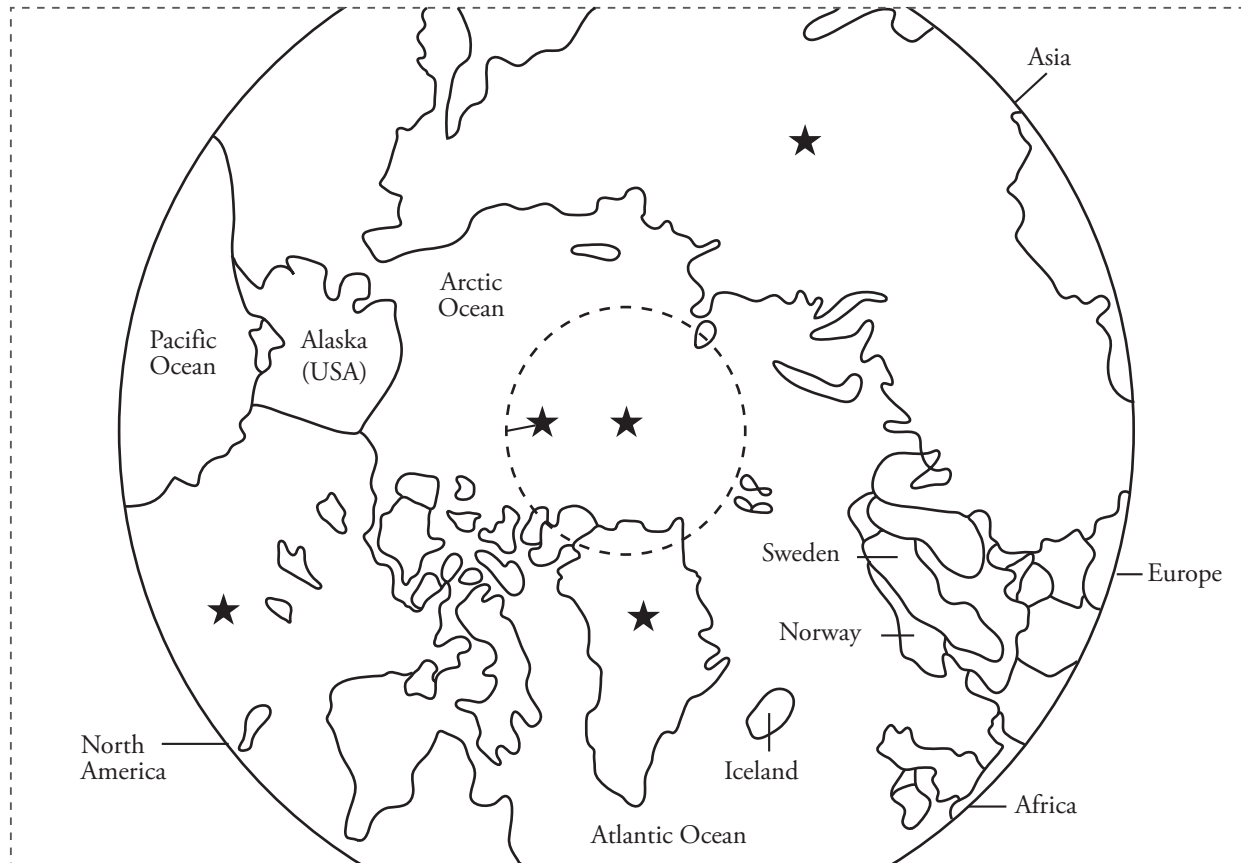 Asia
Arctic
Ocean
Pacific
Ocean
Alaska
(USA)
Sweden
Europe
Norway
North
America
Iceland
Africa
Atlantic Ocean